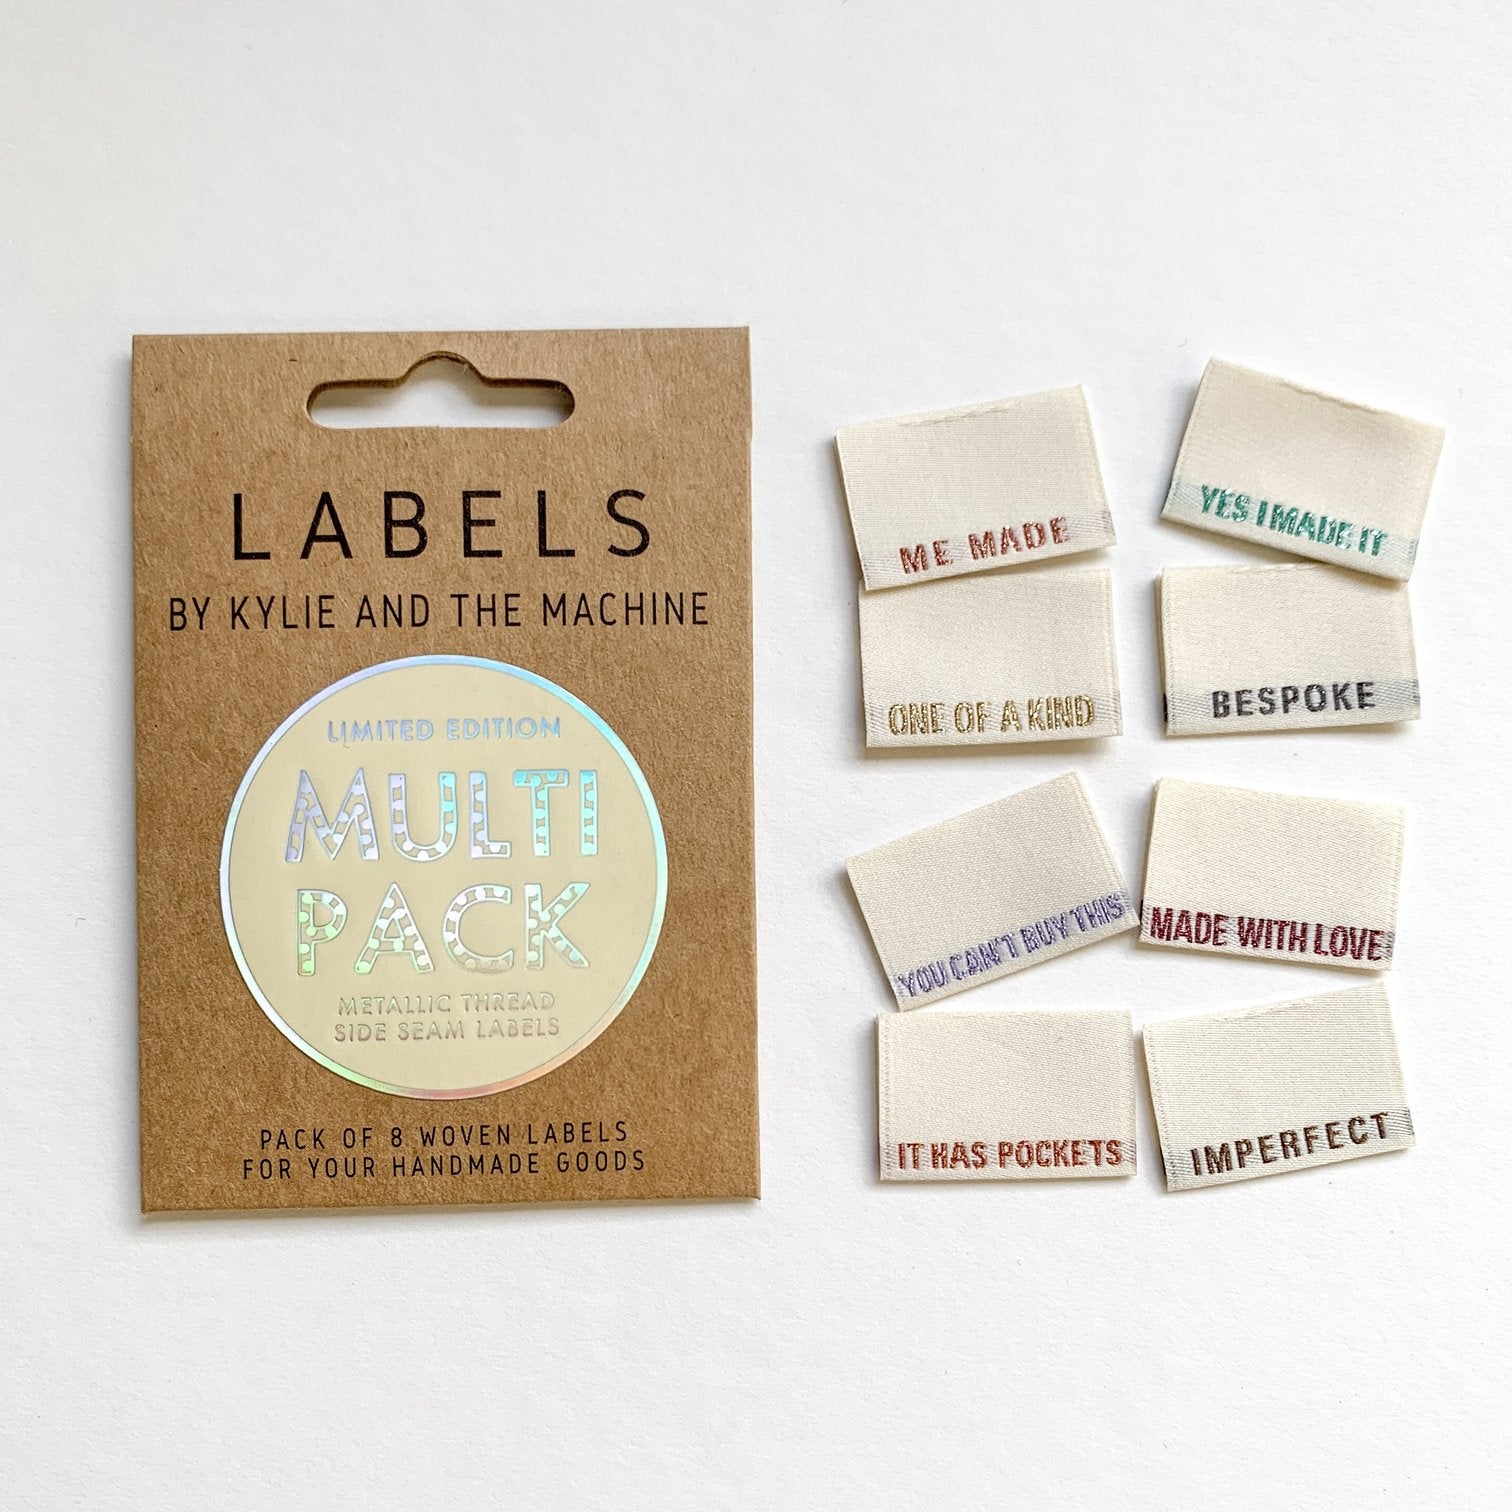 LABELS
BY KYLIE AND THE MACHINE
LIMITED EDITION
MULTI
PACK
METALLIC THREAD
SIDE SEAM LABELS
PACK OF 8 WOVEN LABELS
FOR YOUR HANDMADE GOODS
ME MADE
YES I MADE IT
ONE OF A KIND
BESPOKE
YOU CAN'T BUY THIS
MADE WITH LOVE
IT HAS POCKETS
IMPERFECT